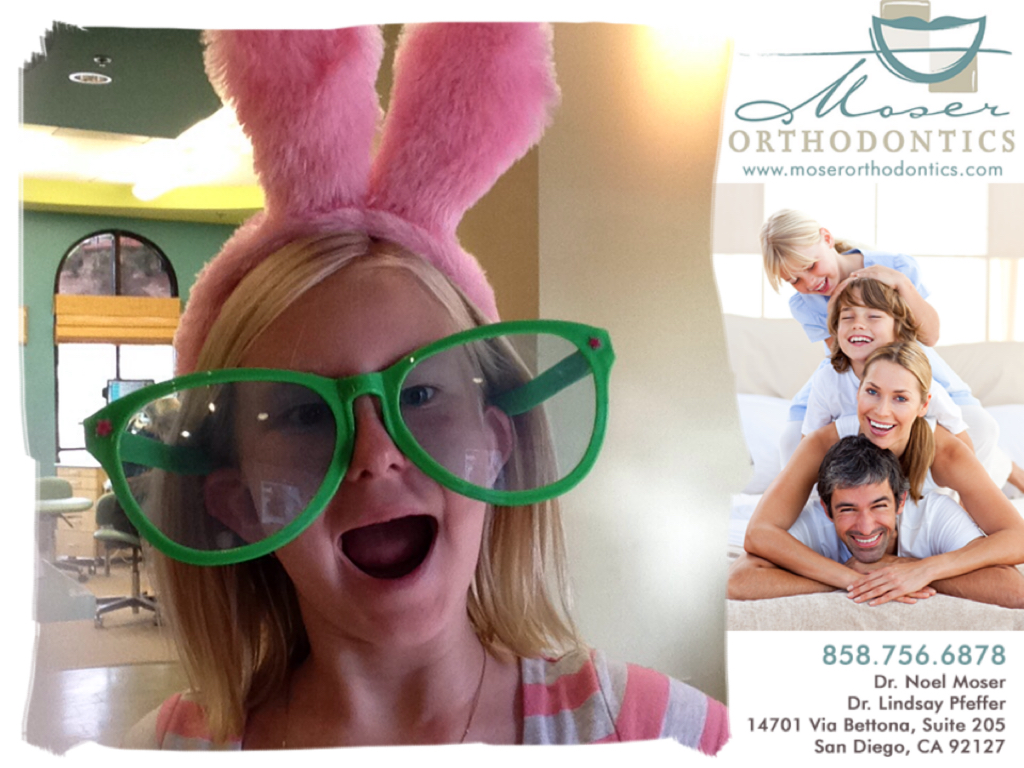 Moser
ORTHODONTICS
www.moserorthodontics.com
858.756.6878
Dr. Noel Moser
Dr. Lindsay Pfeffer
14701 Via Bettona, Suite 205
San Diego, CA 92127